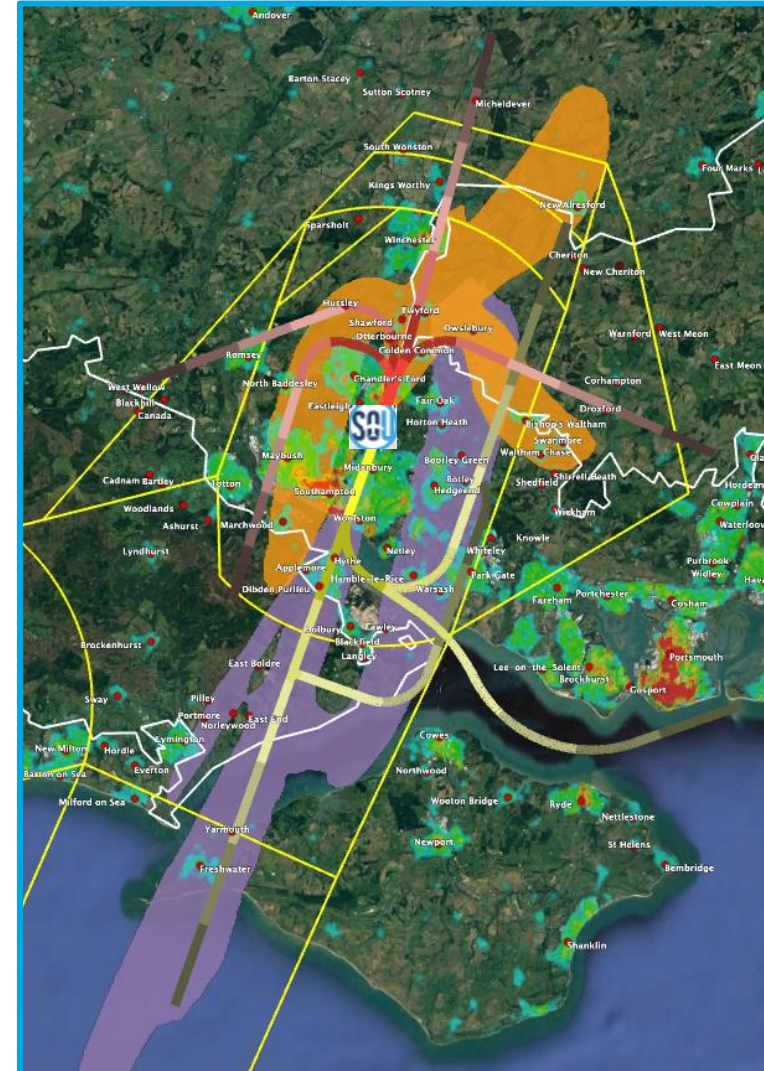 Andover
Barton Stacey
Sutton Scotney
Micheldever
South Wonston
Four Marks
Kings Worthy
New Alresford
Sparsholt
Winchester
Cheriton
New Cheriton
Hursley
Twyford
Shawford
Owslebury
Warnford
West Meon
Otterbourne
Colden Common
Romsey
East Meon
Chandler's Ford
North Baddesley
Corhampton
West Wellow
Blackhill
Canada
Fair Oak
Droxford
Eastleigh
SOU
Horton Heath
Bishop's Waltham
Swanmore
Maybush
Midanbury
Boorley Green
Waltham Chase
Cadnam
Bartley
Totton
Botley
Hedgeend
Shedfield
Shirrell Heath
Hordean
Southampton
Cowplain
Woodlands
Ashurst
Marchwood
Woolston
Wickham
Waterloov
Lyndhurst
Netley
Whiteley
Knowle
Hythe
Purbrook
Widley
Applemore
Hamble-le-Rice
Park Gate
Dibden Purlieu
Warsash
Fareham
Portchester
Cosham
Holbury
Fawley
Blackfield
Brockenhurst
Langley
Portsmouth
East Boldre
Lee-on-the-Solent
Brockhurst
Gosport
Sway
Pilley
Portmore
East End
Norleywood
Cowes
New Milton
Hordle
Lymington
Everton
Northwood
Barton on Sea
Milford on Sea
Wooton Bridge
Ryde
Nettlestone
Yarmouth
Newport
St Helens
Freshwater
Bembridge
Shanklin